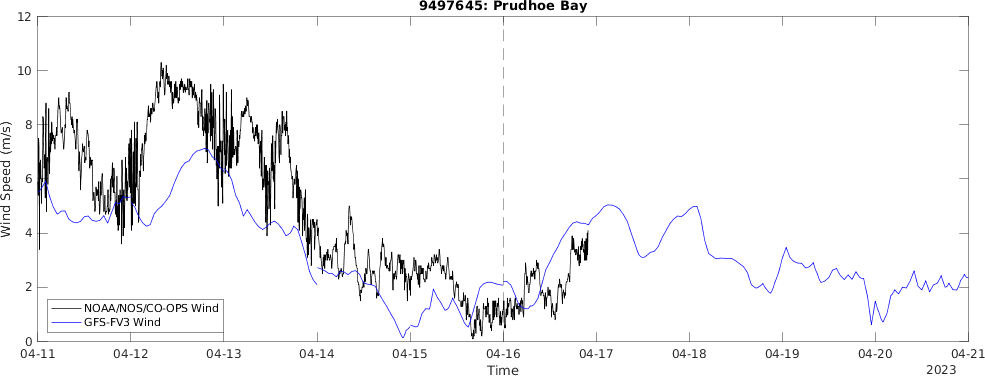 9497645: Prudhoe Bay
12
10
8
6
4
2
0
Wind Speed (m/s)
NOAA/NOS/CO-OPS Wind
GFS-FV3 Wind
04-11 04-12 04-13 04-14 04-15 04-16 04-17 04-18 04-19 04-20 04-21
Time
2023